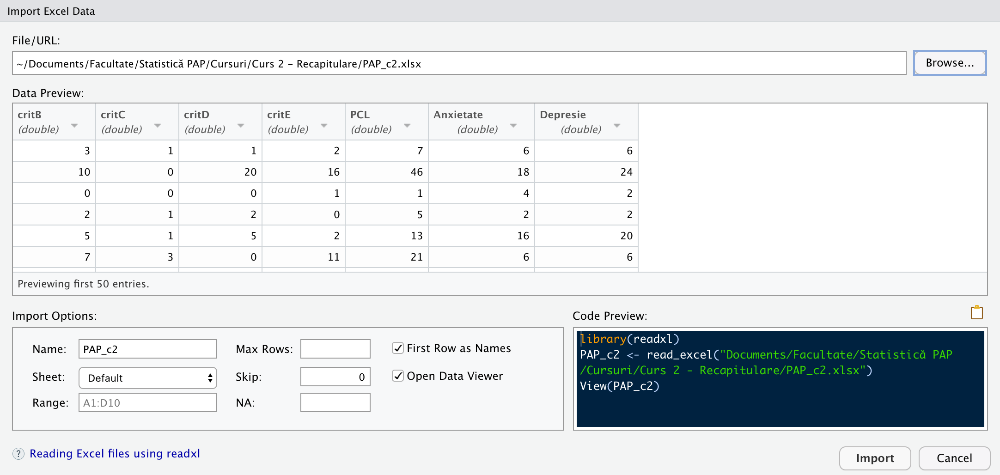 Import Excel Data
File/URL:
~/Documents/Facultate/Statistică PAP/Cursuri/Curs 2 – Recapitulare/PAP_c2.xlsx
Browse...
Data Preview:
critB critC critD critE PCL Anxietate Depresie
(double) (double) (double) (double) (double) (double) (double)
3 1 1 2 7 6 6
10 0 20 16 46 18 24
0 0 0 1 1 4 2
2 1 2 0 5 2 2
5 1 5 2 13 16 20
7 3 0 11 21 6 6
Previewing first 50 entries.
Import Options:
Name: PAP_c2 Max Rows: First Row as Names
Sheet: Default Skip: 0 Open Data Viewer
Range: A1:D10 NA:
Code Preview:
library(readxl)
PAP_c2 <- read_excel("Documents/Facultate/Statistică PAP
/Cursuri/Curs 2 – Recapitulare/PAP_c2.xlsx")
View(PAP_c2)
? Reading Excel files using readxl
Import Cancel